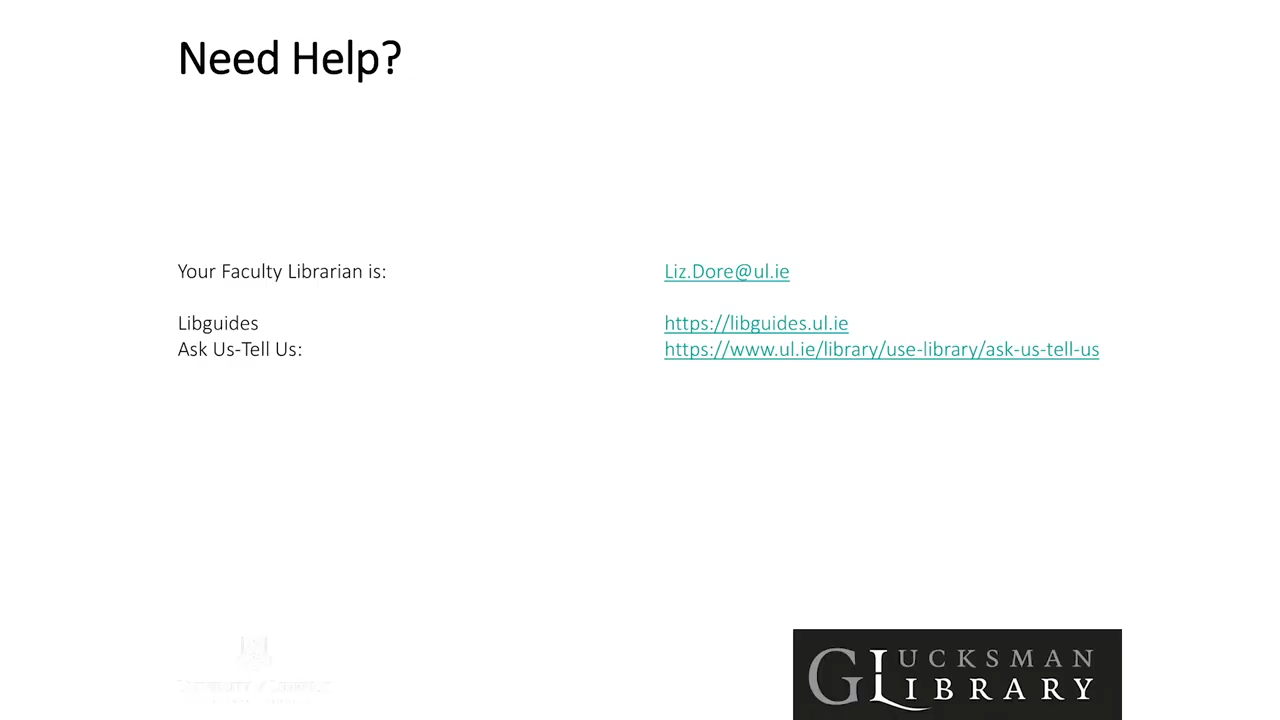 Need Help?
Your Faculty Librarian is: Liz.Dore@ul.ie
Libguides https://libguides.ul.ie
Ask Us-Tell Us: https://www.ul.ie/library/use-library/ask-us-tell-us
GLUCKSMAN
LIBRARY